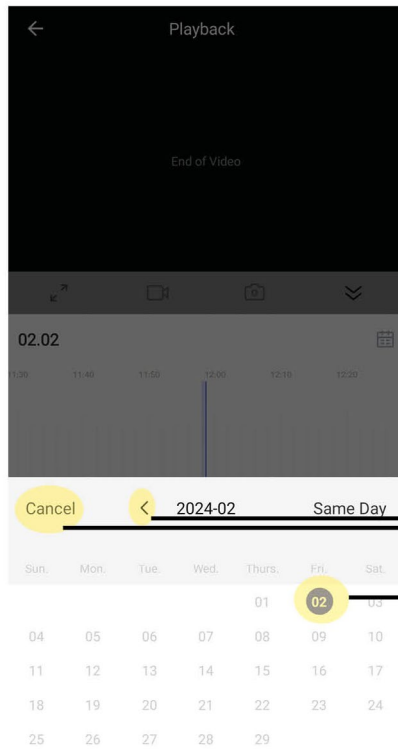 Playback
End of Video
02.02
11:30 11:40 11:50 12:00 12:10 12:20
Cancel 2024-02 Same Day
Sun. Mon. Tue. Wed. Thurs. Fri. Sat.
01 02 03
04 05 06 07 08 09 10
11 12 13 14 15 16 17
18 19 20 21 22 23 24
25 26 27 28 29